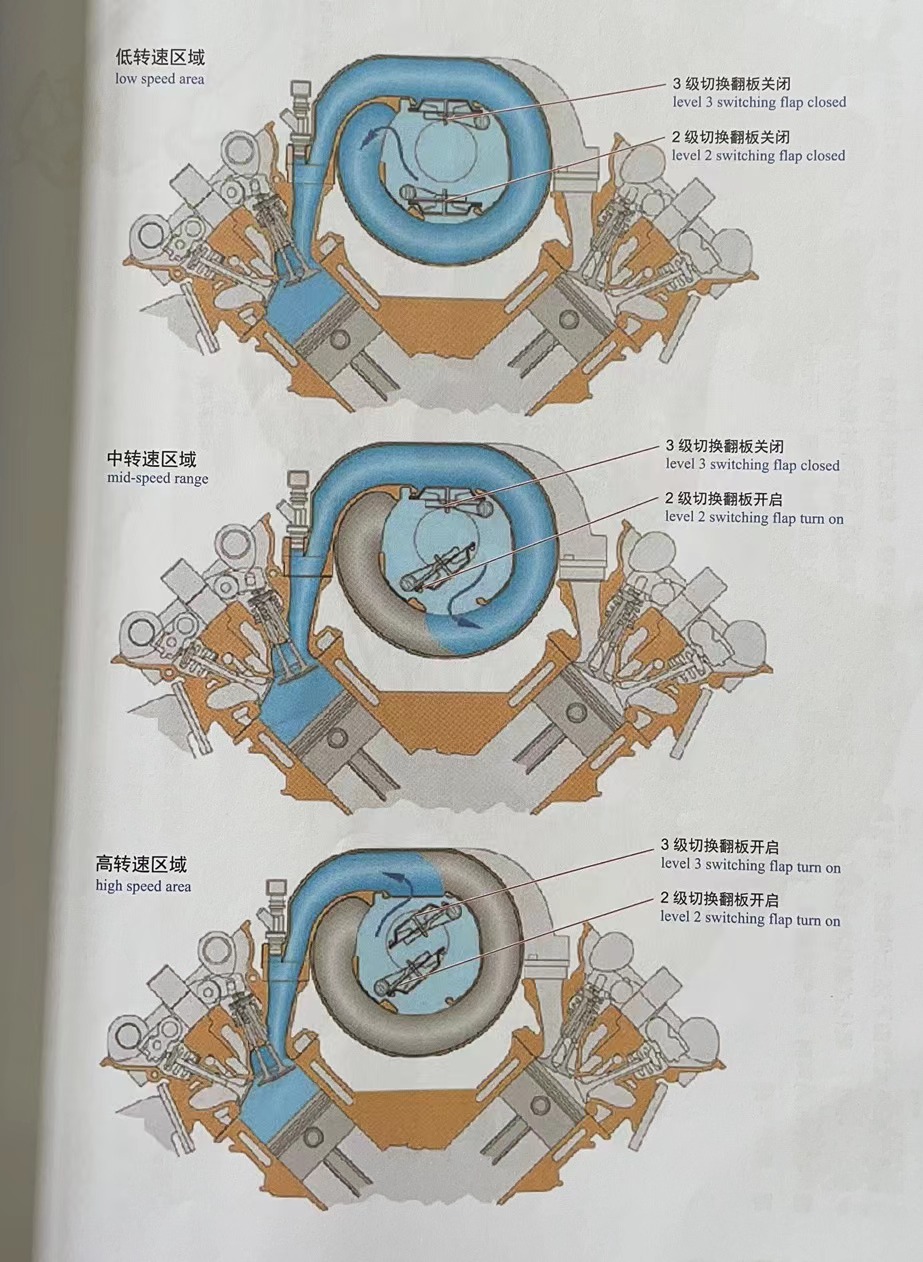 低转速区域
low speed area
3 级切换翻板关闭
level 3 switching flap closed
2 级切换翻板关闭
level 2 switching flap closed
中转速区域
mid-speed range
3 级切换翻板关闭
level 3 switching flap closed
2 级切换翻板开启
level 2 switching flap turn on
高转速区域
high speed area
3 级切换翻板开启
level 3 switching flap turn on
2 级切换翻板开启
level 2 switching flap turn on